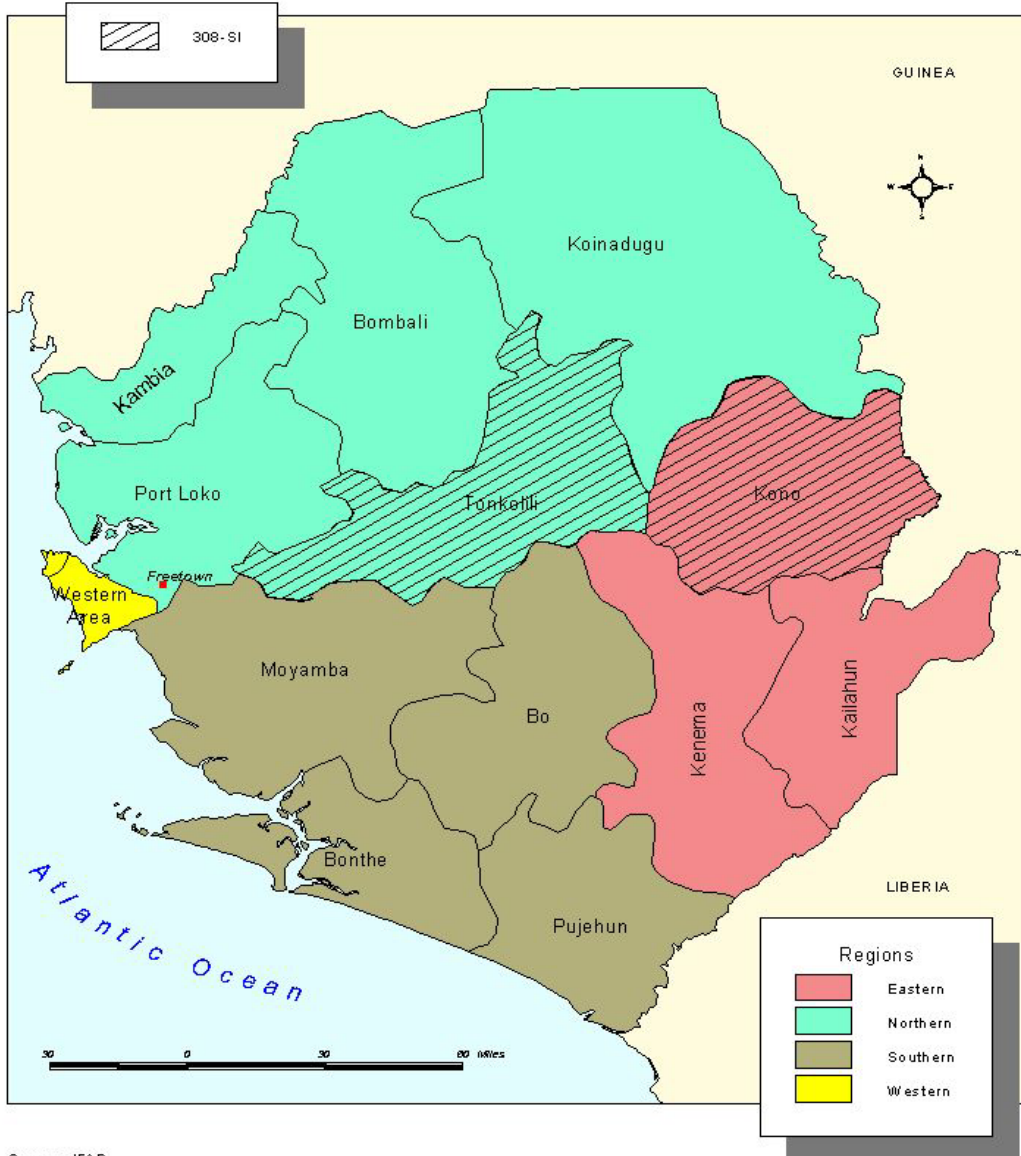 308-SI
GUINEA
N
W E
S
Koinadugu
Bombali
Kambia
Port Loko
Tonkolili
Kono
Freetown
Western
Area
Moyamba
Bo
Kenema
Kailahun
Bonthe
Pujehun
LIBERIA
Atlantic Ocean
Regions
Eastern
Northern
Southern
Western
30 0 30 60 Miles